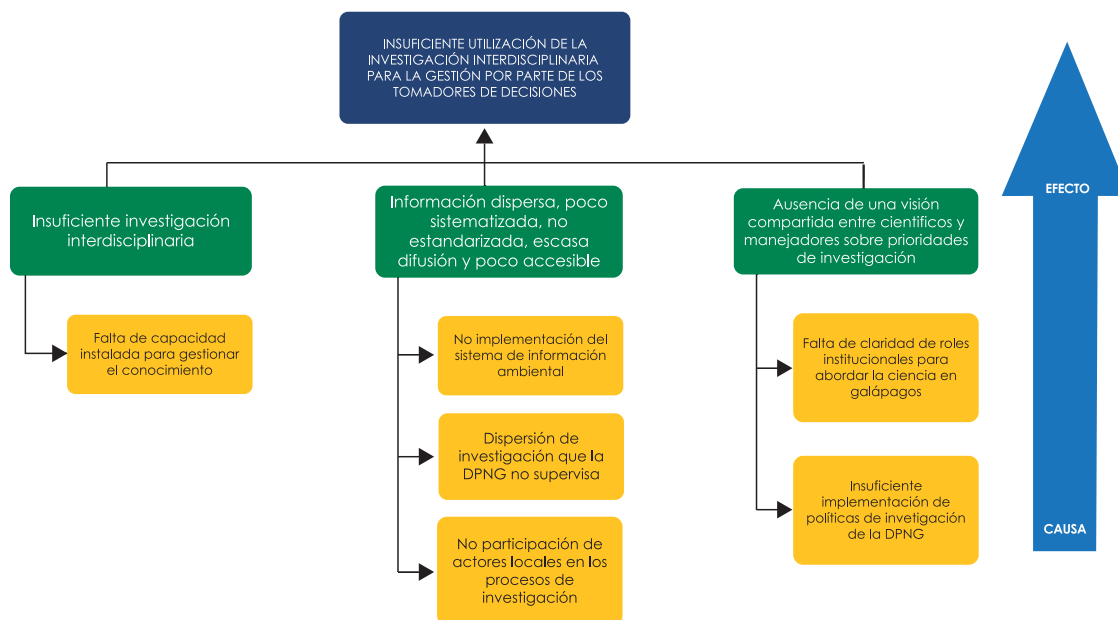 INSUFICIENTE UTILIZACIÓN DE LA
INVESTIGACIÓN INTERDISCIPLINARIA
PARA LA GESTIÓN POR PARTE DE LOS
TOMADORES DE DECISIONES
EFECTO
Insuficiente investigación
interdisciplinaria
Información dispersa, poco
sistematizada, no
estandarizada, escasa
difusión y poco accesible
Ausencia de una visión
compartida entre cientificos y
manejadores sobre prioridades
de investigación
Falta de capacidad
instalada para gestionar
el conocimiento
No implementación del
sistema de información
ambiental
Falta de claridad de roles
institucionales para
abordar la ciencia en
galápagos
Dispersión de
investigación que la
DPNG no supervisa
Insuficiente
implementación de
políticas de invetigación
de la DPNG
CAUSA
No participación de
actores locales en los
procesos de
investigación